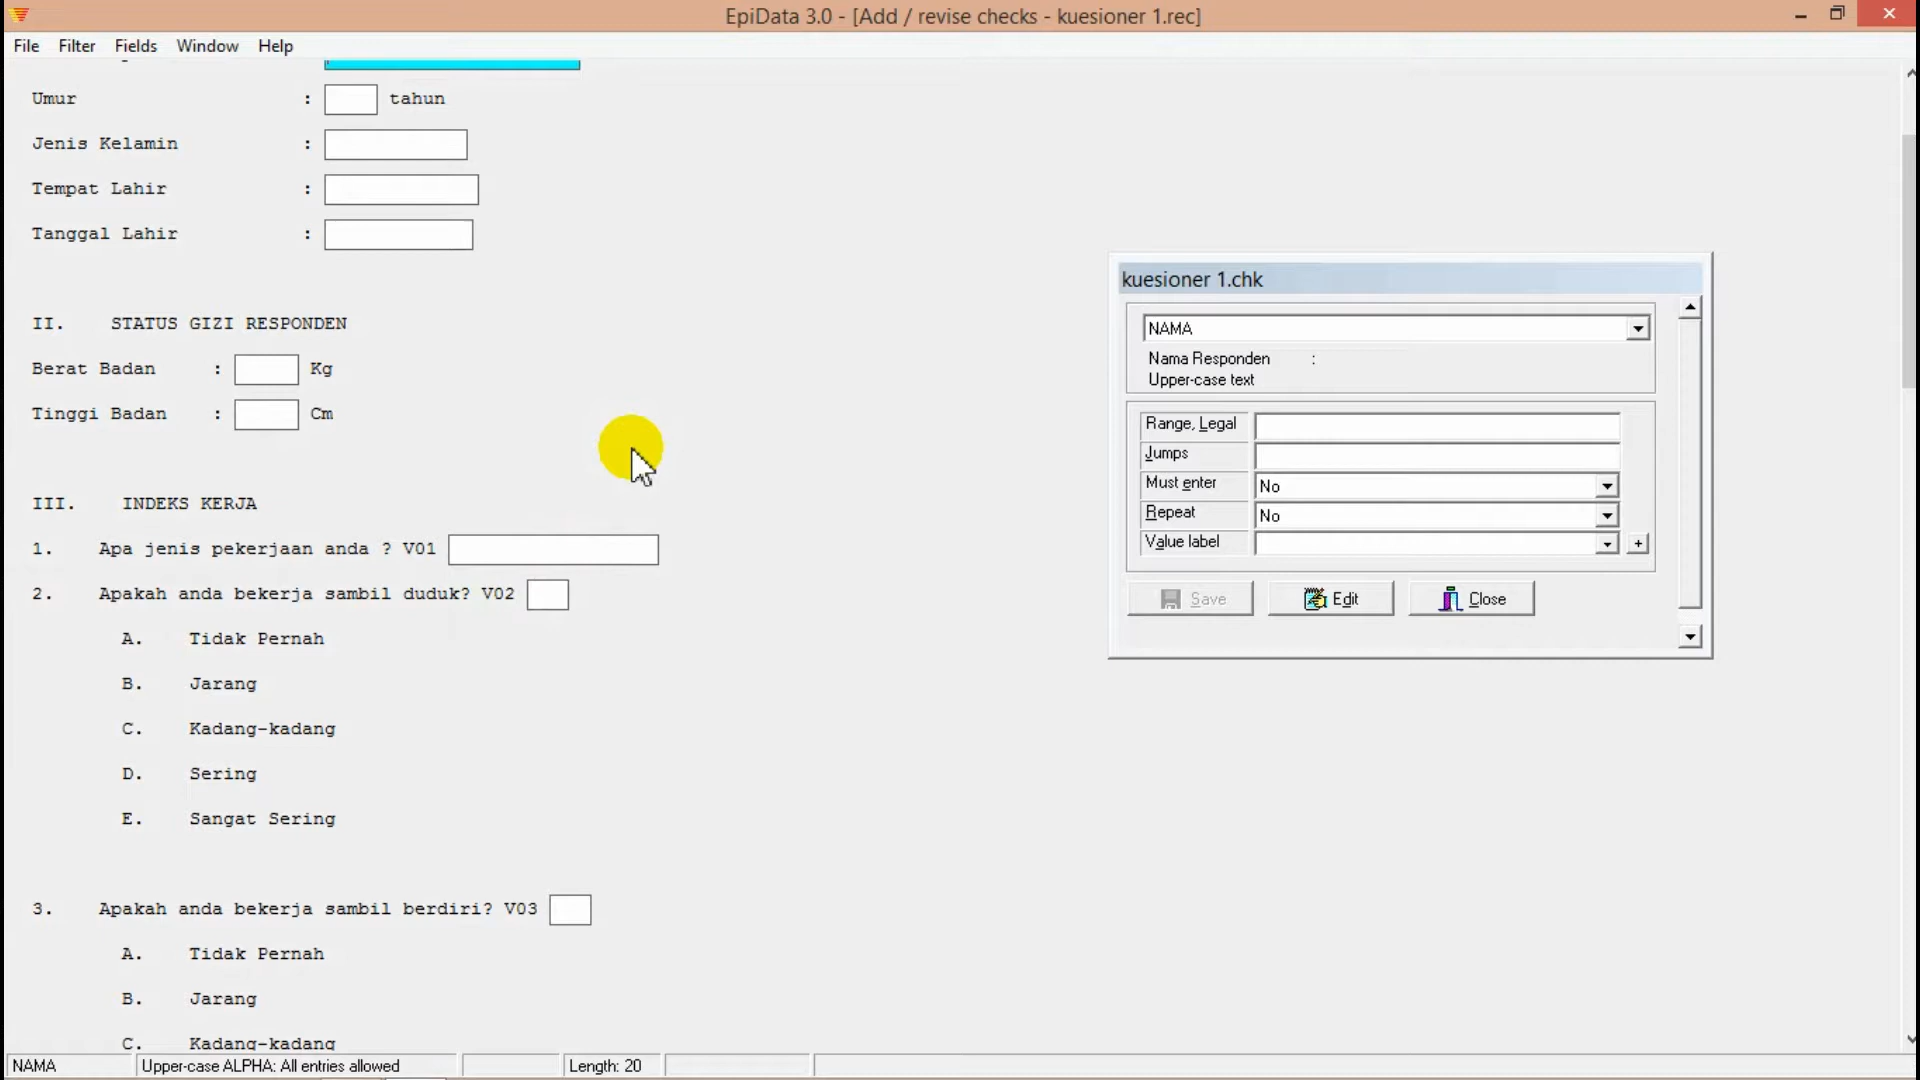 EpiData 3.0 - [Add / revise checks - kuesioner 1.rec]
File Filter Fields Window Help
Umur : tahun
Jenis Kelamin :
Tempat Lahir :
Tanggal Lahir :
II. STATUS GIZI RESPONDEN
Berat Badan : Kg
Tinggi Badan : Cm
III. INDEKS KERJA
1. Apa jenis pekerjaan anda ? V01
2. Apakah anda bekerja sambil duduk? V02
A. Tidak Pernah
B. Jarang
C. Kadang-kadang
D. Sering
E. Sangat Sering
3. Apakah anda bekerja sambil berdiri? V03
A. Tidak Pernah
B. Jarang
C. Kadang-kadang
kuesioner 1.chk
NAMA
Nama Responden :
Upper-case text
Range, Legal
Jumps
Must enter No
Repeat No
Value label +
Save Edit Close
NAMA Upper-case ALPHA: All entries allowed Length: 20